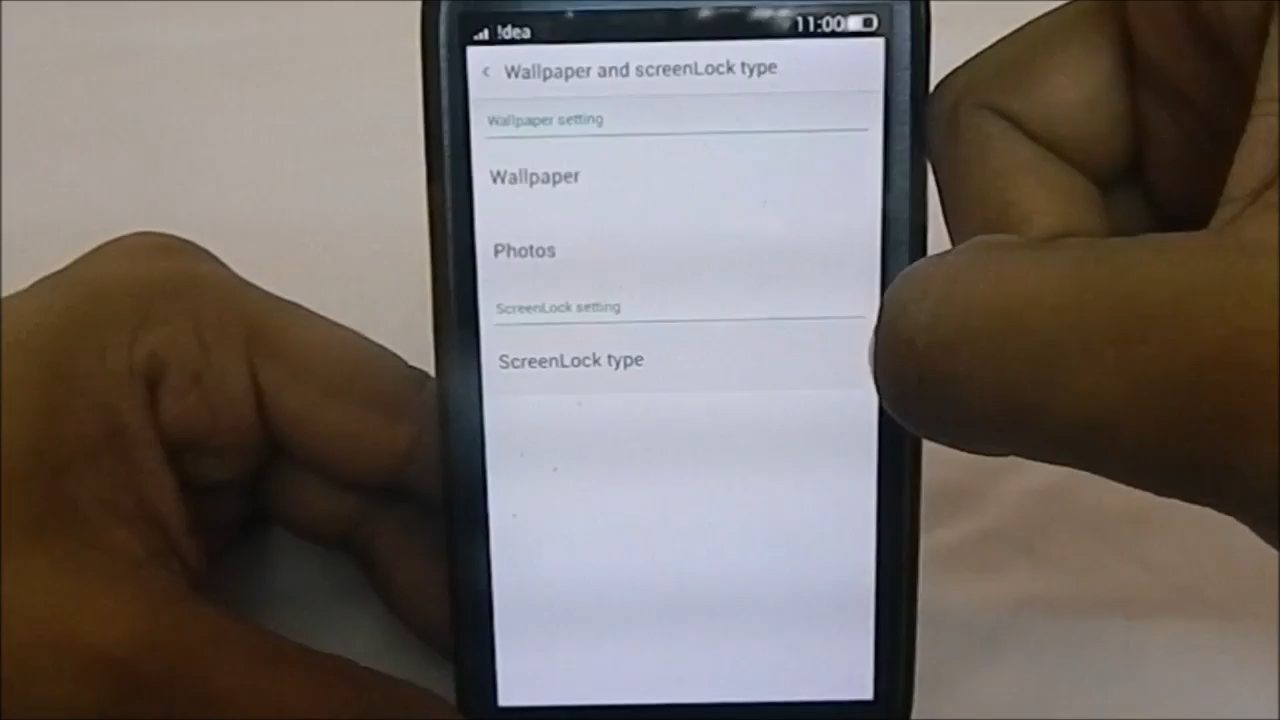 !dea 11:00
< Wallpaper and screenLock type
Wallpaper setting
Wallpaper
Photos
ScreenLock setting
ScreenLock type